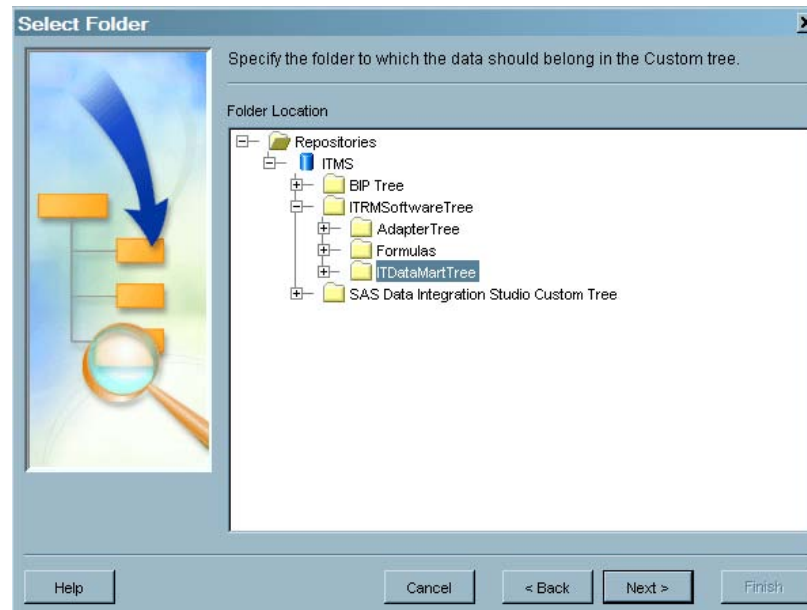 Select Folder
Specify the folder to which the data should belong in the Custom tree.
Folder Location
Repositories
ITMS
BIP Tree
ITRMSoftwareTree
AdapterTree
Formulas
ITDataMartTree
SAS Data Integration Studio Custom Tree
Help Cancel < Back Next > Finish